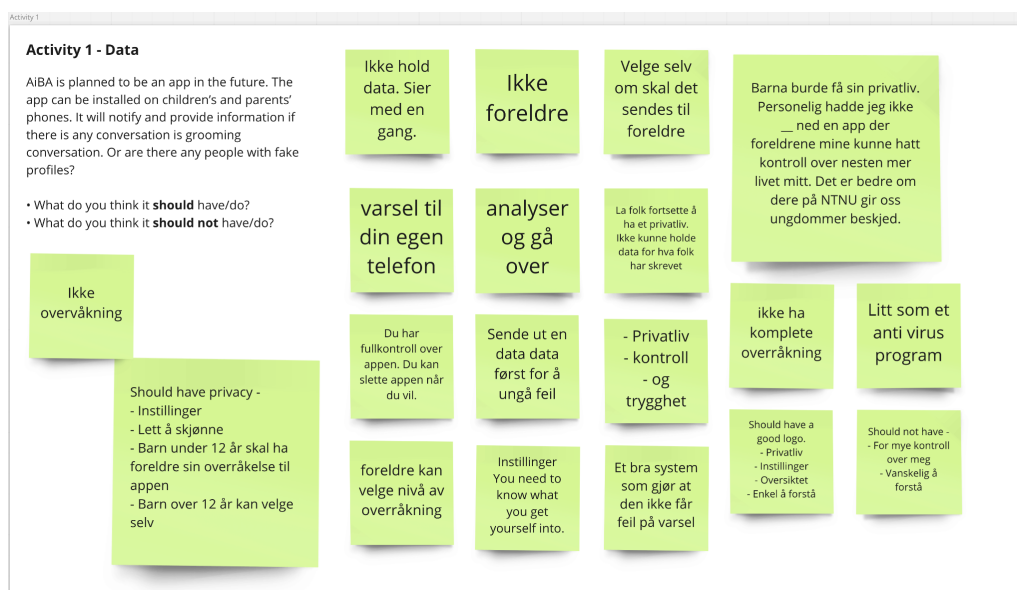 Activity 1
Activity 1 - Data
AiBA is planned to be an app in the future. The
app can be installed on children's and parents'
phones. It will notify and provide information if
there is any conversation is grooming
conversation. Or are there any people with fake
profiles?
• What do you think it should have/do?
• What do you think it should not have/do?
Ikke
overvåkning
Should have privacy -
- Instillinger
- Lett å skjønne
- Barn under 12 år skal ha
foreldre sin overråkelse til
appen
- Barn over 12 år kan velge
selv
Ikke hold
data. Sier
med en
gang.
Ikke
foreldre
Velge selv
om skal det
sendes til
foreldre
varsel til
din egen
telefon
analyser
og gå
over
La folk fortsette å
ha et privatliv.
Ikke kunne holde
data for hva folk
har skrevet
Du har
fullkontroll over
appen. Du kan
slette appen når
du vil.
Sende ut en
data data
først for å
ungå feil
- Privatliv
- kontroll
- og
trygghet
foreldre kan
velge nivå av
overråkning
Instillinger
You need to
know what
you get
yourself into.
Et bra system
som gjør at
den ikke får
feil på varsel
Barna burde få sin privatliv.
Personelig hadde jeg ikke
__ ned en app der
foreldrene mine kunne hatt
kontroll over nesten mer
livet mitt. Det er bedre om
dere på NTNU gir oss
ungdommer beskjed.
ikke ha
komplete
overråkning
Litt som et
anti virus
program
Should have a
good logo.
- Privatliv
- Instillinger
- Oversiktet
- Enkel å forstå
Should not have -
- For mye kontroll
over meg
- Vanskelig å
forstå